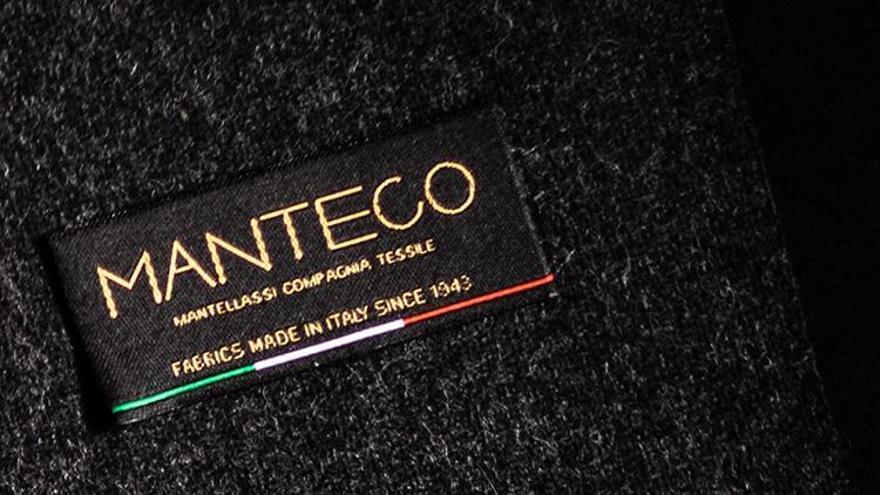 MANTECO
MANTELLASSI COMPAGNIA TESSILE
FABRICS MADE IN ITALY SINCE 1943